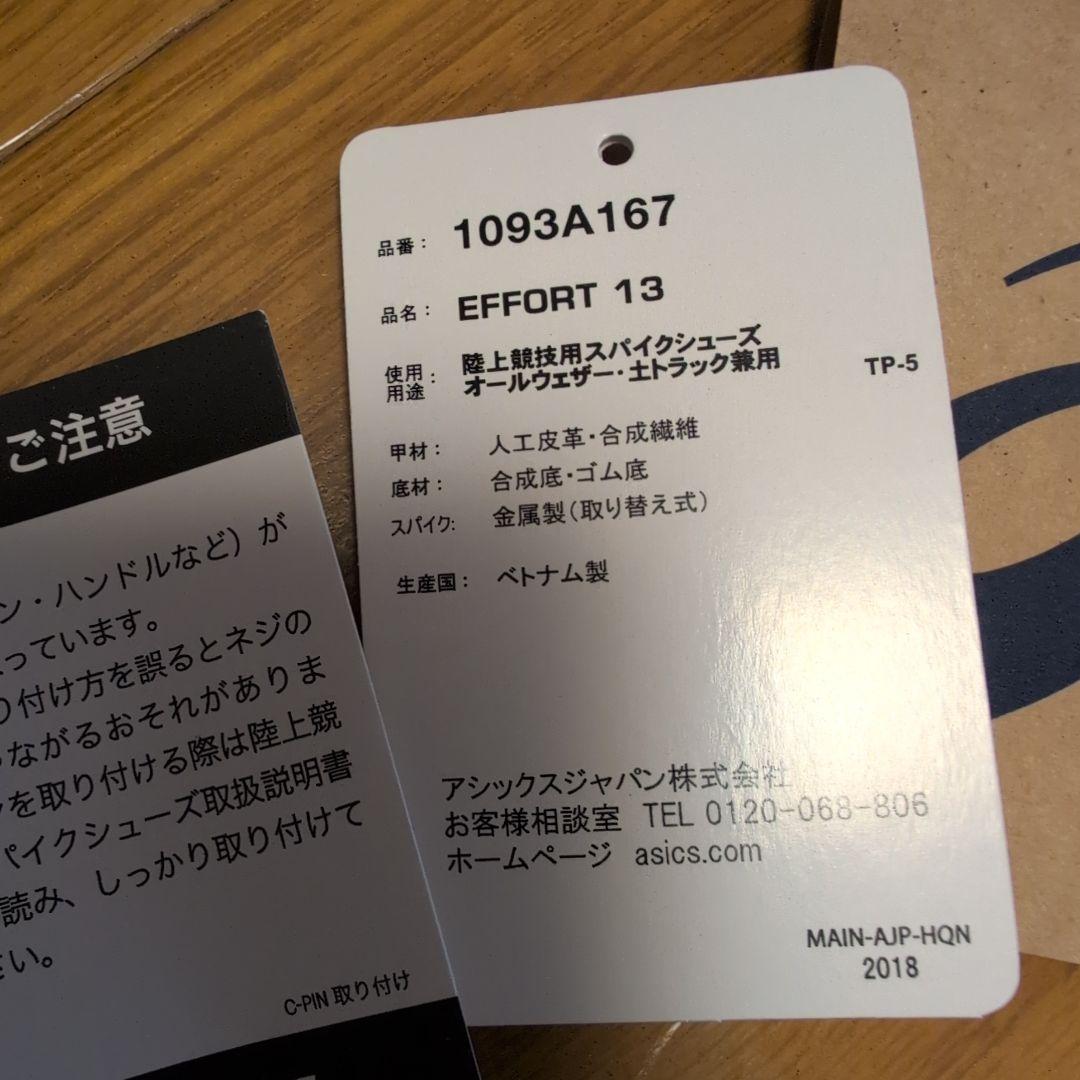 品番： 1093A167
品名： EFFORT 13
使用用途： 陸上競技用スパイクシューズ
オールウェザー・土トラック兼用 TP-5
甲材： 人工皮革・合成繊維
底材： 合成底・ゴム底
スパイク: 金属製（取り替え式）
生産国： ベトナム製
アシックスジャパン株式会社
お客様相談室 TEL 0120-068-806
ホームページ asics.com
MAIN-AJP-HQN
2018
ご注意
ン・ハンドルなど）が
っています。
り付け方を誤るとネジの
ながるおそれがありま
を取り付ける際は陸上競
パイクシューズ取扱説明書
読み、しっかり取り付けて
さい。
C-PIN 取り付け